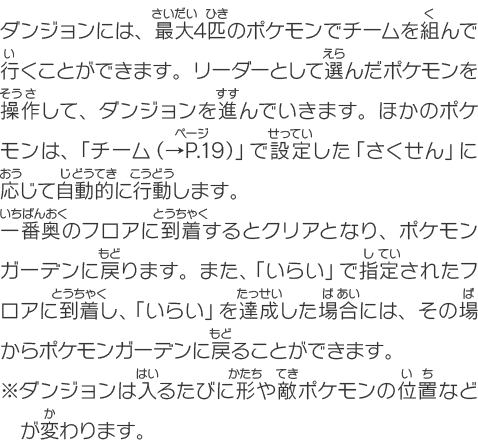 ダンジョンには、最大4匹のポケモンでチームを組んで
行くことができます。リーダーとして選んだポケモンを
操作して、ダンジョンを進んでいきます。ほかのポケ
モンは、「チーム（→P.19）」で設定した「さくせん」に
応じて自動的に行動します。
一番奥のフロアに到着するとクリアとなり、ポケモン
ガーデンに戻ります。また、「いらい」で指定されたフ
ロアに到着し、「いらい」を達成した場合には、その場
からポケモンガーデンに戻ることができます。
※ダンジョンは入るたびに形や敵ポケモンの位置など
が変わります。